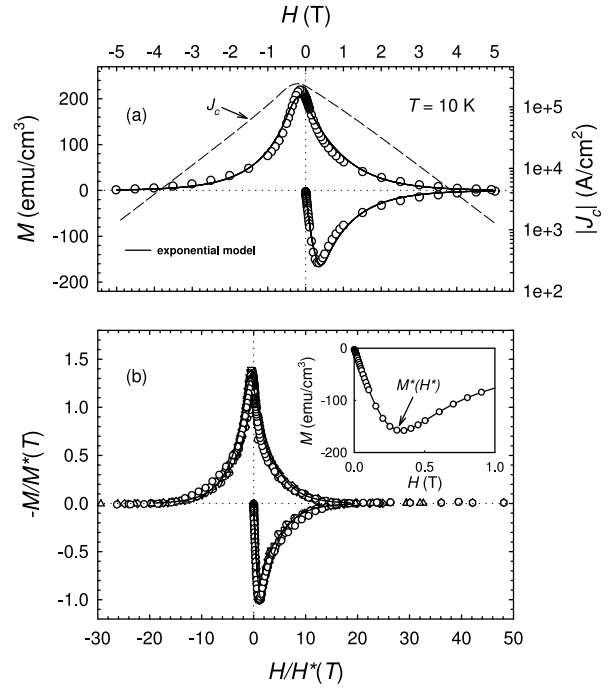 H (T)
-5 -4 -3 -2 -1 0 1 2 3 4 5
200
100
0
-100
-200
M (emu/cm³)
(a)
J_c
T = 10 K
exponential model
1e+5
1e+4
1e+3
1e+2
|J_c| (A/cm²)
(b)
1.5
1.0
0.5
0.0
-0.5
-1.0
-M/M*(T)
0
-100
-200
M (emu/cm³)
M*(H*)
0.0 0.5 1.0
H (T)
-30 -20 -10 0 10 20 30 40 50
H/H*(T)